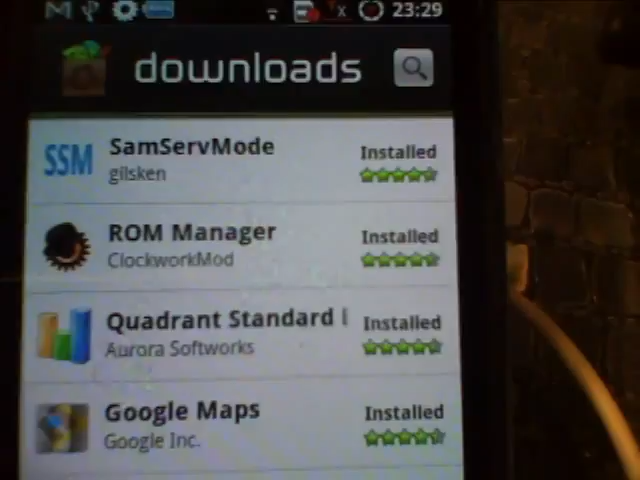 23:29
downloads
SSM
SamServMode
Installed
gilsken
ROM Manager
Installed
ClockworkMod
Quadrant Standard
Installed
Aurora Softworks
Google Maps
Installed
Google Inc.